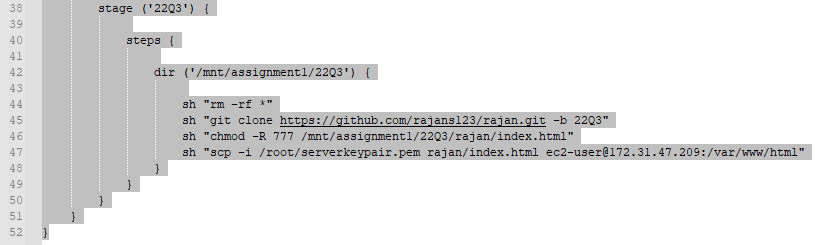 38 stage ('22Q3') {
39
40 steps {
41
42 dir ('/mnt/assignment1/22Q3') {
43
44 sh "rm -rf *"
45 sh "git clone https://github.com/rajans123/rajan.git -b 22Q3"
46 sh "chmod -R 777 /mnt/assignment1/22Q3/rajan/index.html"
47 sh "scp -i /root/serverkeypair.pem rajan/index.html ec2-user@172.31.47.209:/var/www/html"
48 }
49 }
50 }
51 }
52 }